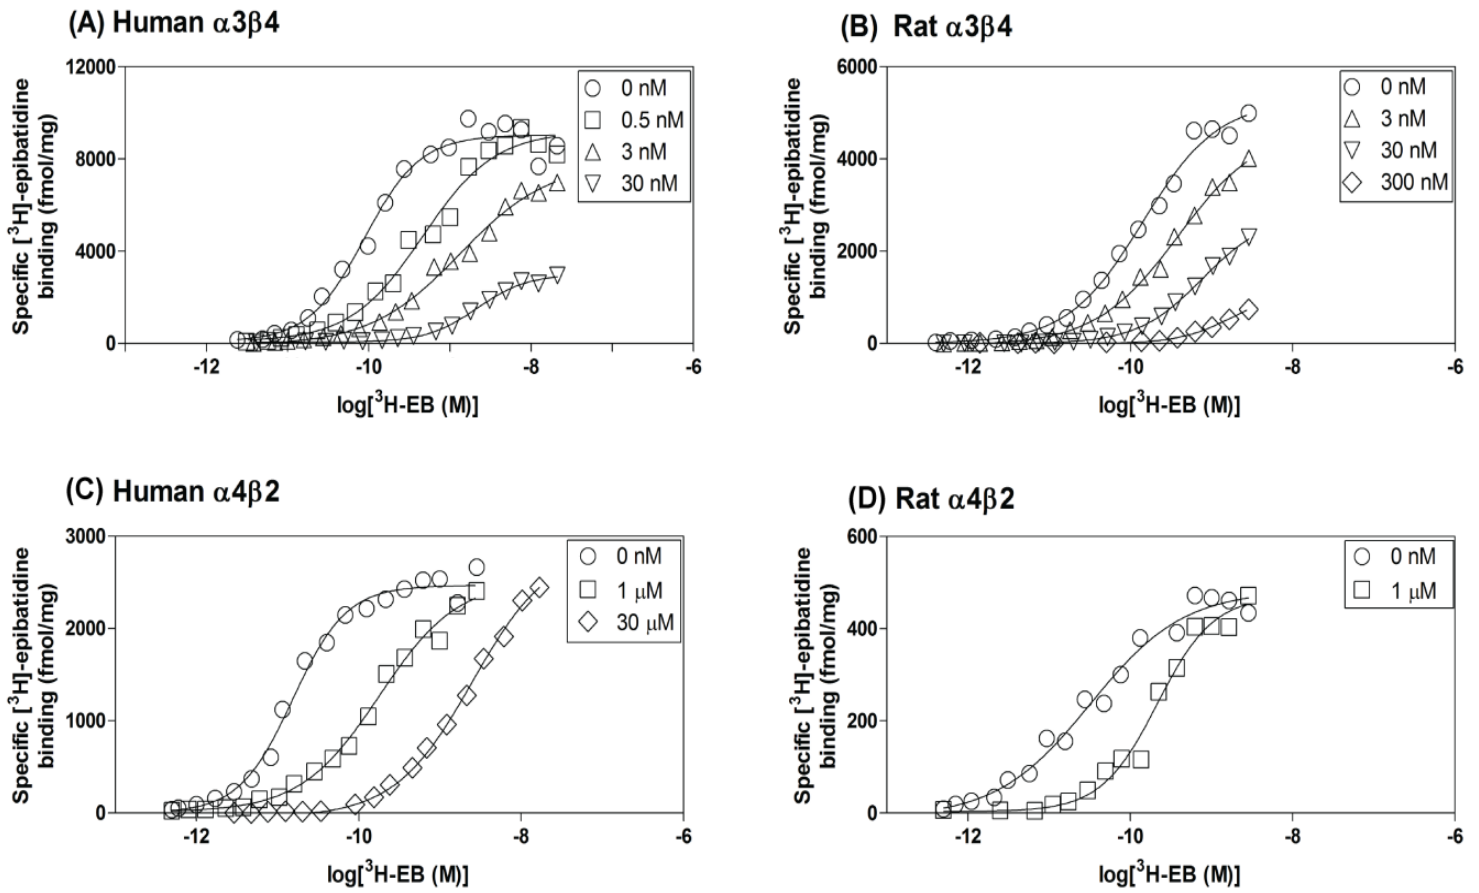 (A) Human α3β4
Specific [³H]-epibatidine
binding (fmol/mg)
12000
8000
4000
0
-12
-10
-8
-6
log[³H-EB (M)]
0 nM
0.5 nM
3 nM
30 nM
(B) Rat α3β4
Specific [³H]-epibatidine
binding (fmol/mg)
6000
4000
2000
0
-12
-10
-8
-6
log[³H-EB (M)]
0 nM
3 nM
30 nM
300 nM
(C) Human α4β2
Specific [³H]-epibatidine
binding (fmol/mg)
3000
2000
1000
0
-12
-10
-8
-6
log[³H-EB (M)]
0 nM
1 μM
30 μM
(D) Rat α4β2
Specific [³H]-epibatidine
binding (fmol/mg)
600
400
200
0
-12
-10
-8
-6
log[³H-EB (M)]
0 nM
1 μM